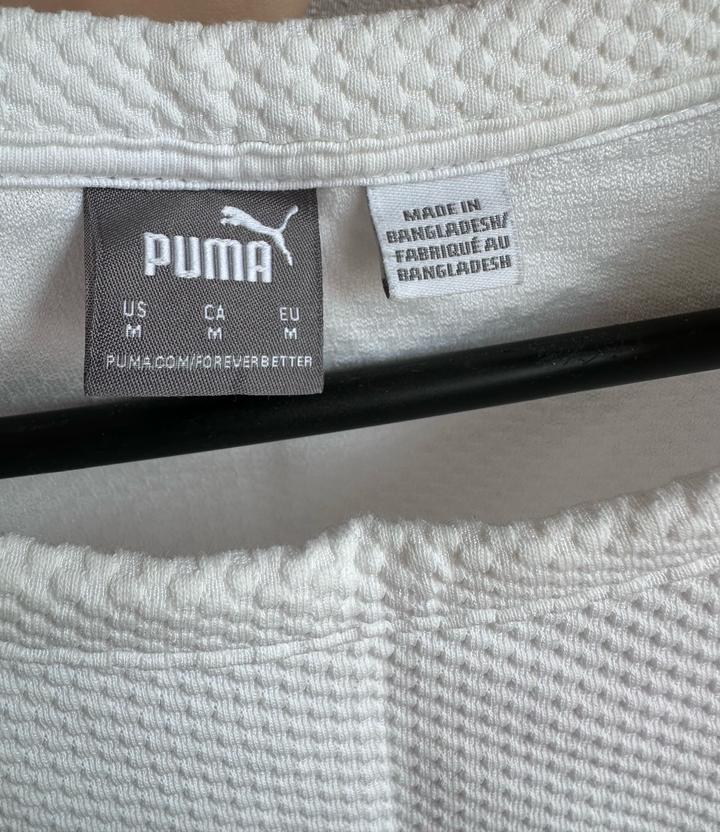 PUMA
US CA EU
M M M
PUMA.COM/FOREVERBETTER
MADE IN
BANGLADESH/
FABRIQUÉ AU
BANGLADESH